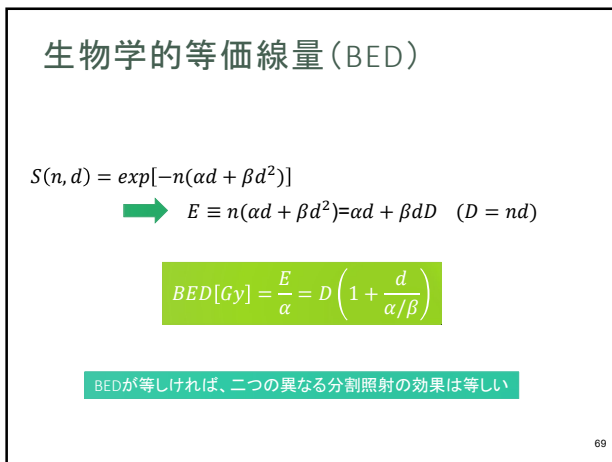 生物学的等価線量（BED）
S(n, d) = exp[−n(αd + βd²)]
E ≡ n(αd + βd²)=αd + βdD (D = nd)
BED[Gy] = E/α = D(1 + d/(α/β))
BEDが等しければ、二つの異なる分割照射の効果は等しい
69